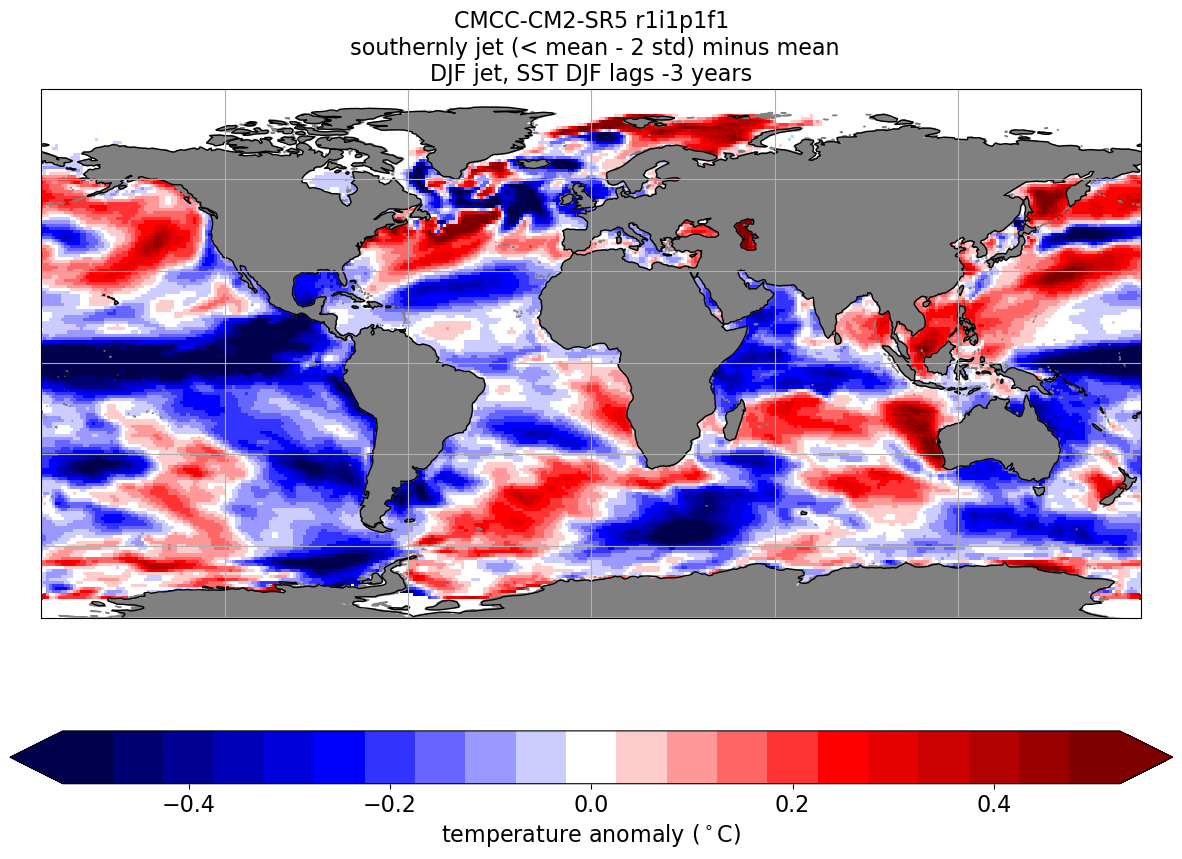 CMCC-CM2-SR5 r1i1p1f1
southernly jet (< mean - 2 std) minus mean
DJF jet, SST DJF lags -3 years
−0.4 −0.2 0.0 0.2 0.4
temperature anomaly (°C)